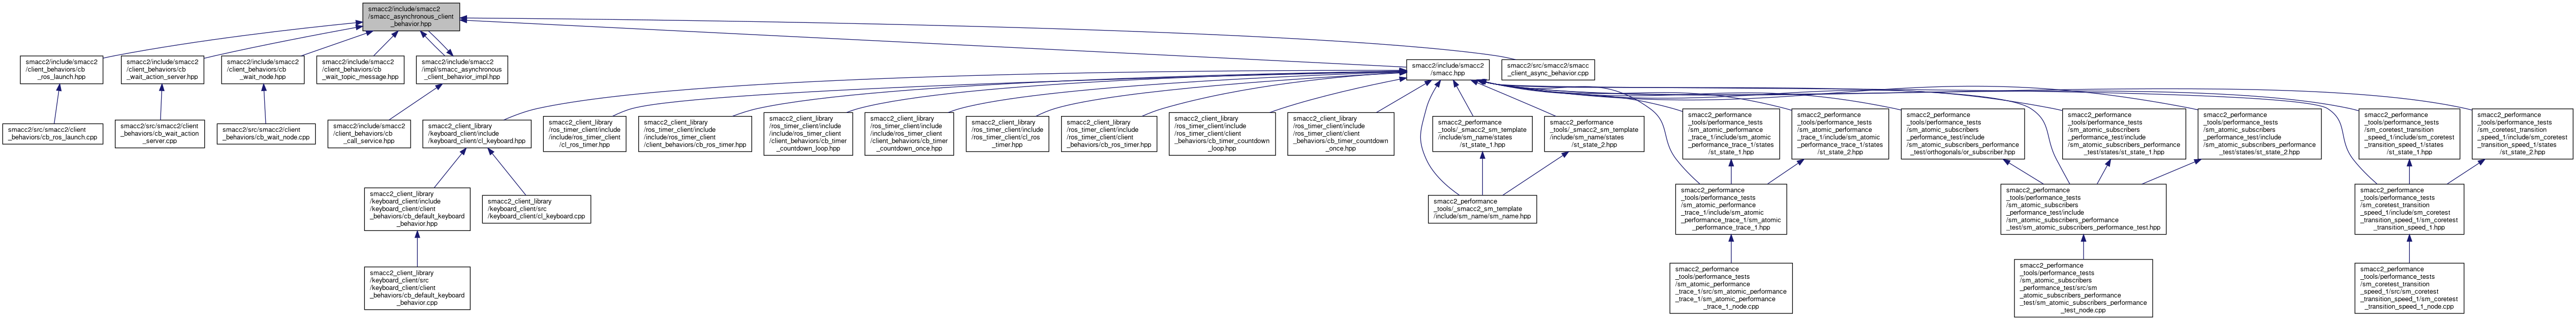 smacc2/include/smacc2
/smacc_asynchronous_client
_behavior.hpp
smacc2/include/smacc2
/client_behaviors/cb
_ros_launch.hpp
smacc2/include/smacc2
/client_behaviors/cb
_wait_action_server.hpp
smacc2/include/smacc2
/client_behaviors/cb
_wait_node.hpp
smacc2/include/smacc2
/client_behaviors/cb
_wait_topic_message.hpp
smacc2/include/smacc2
/impl/smacc_asynchronous
_client_behavior_impl.hpp
smacc2/include/smacc2
/smacc.hpp
smacc2/src/smacc2/smacc
_client_async_behavior.cpp
smacc2/src/smacc2/client
_behaviors/cb_ros_launch.cpp
smacc2/src/smacc2/client
_behaviors/cb_wait_action
_server.cpp
smacc2/src/smacc2/client
_behaviors/cb_wait_node.cpp
smacc2/include/smacc2
/client_behaviors/cb
_call_service.hpp
smacc2_client_library
/keyboard_client/include
/keyboard_client/cl_keyboard.hpp
smacc2_client_library
/ros_timer_client/include
/include/ros_timer_client
/cl_ros_timer.hpp
smacc2_client_library
/ros_timer_client/include
/include/ros_timer_client
/client_behaviors/cb_ros_timer.hpp
smacc2_client_library
/ros_timer_client/include
/include/ros_timer_client
/client_behaviors/cb_timer
_countdown_loop.hpp
smacc2_client_library
/ros_timer_client/include
/include/ros_timer_client
/client_behaviors/cb_timer
_countdown_once.hpp
smacc2_client_library
/ros_timer_client/include
/ros_timer_client/cl_ros
_timer.hpp
smacc2_client_library
/ros_timer_client/include
/ros_timer_client/client
_behaviors/cb_ros_timer.hpp
smacc2_client_library
/ros_timer_client/include
/ros_timer_client/client
_behaviors/cb_timer_countdown
_loop.hpp
smacc2_client_library
/ros_timer_client/include
/ros_timer_client/client
_behaviors/cb_timer_countdown
_once.hpp
smacc2_performance
_tools/_smacc2_sm_template
/include/sm_name/states
/st_state_1.hpp
smacc2_performance
_tools/_smacc2_sm_template
/include/sm_name/states
/st_state_2.hpp
smacc2_performance
_tools/performance_tests
/sm_atomic_performance
_trace_1/include/sm_atomic
_performance_trace_1/states
/st_state_1.hpp
smacc2_performance
_tools/performance_tests
/sm_atomic_performance
_trace_1/include/sm_atomic
_performance_trace_1/states
/st_state_2.hpp
smacc2_performance
_tools/performance_tests
/sm_atomic_subscribers
_performance_test/include
/sm_atomic_subscribers_performance
_test/orthogonals/or_subscriber.hpp
smacc2_performance
_tools/performance_tests
/sm_atomic_subscribers
_performance_test/include
/sm_atomic_subscribers_performance
_test/states/st_state_1.hpp
smacc2_performance
_tools/performance_tests
/sm_atomic_subscribers
_performance_test/include
/sm_atomic_subscribers_performance
_test/states/st_state_2.hpp
smacc2_performance
_tools/performance_tests
/sm_coretest_transition
_speed_1/include/sm_coretest
_transition_speed_1/states
/st_state_1.hpp
smacc2_performance
_tools/performance_tests
/sm_coretest_transition
_speed_1/include/sm_coretest
_transition_speed_1/states
/st_state_2.hpp
smacc2_client_library
/keyboard_client/include
/keyboard_client/client
_behaviors/cb_default_keyboard
_behavior.hpp
smacc2_client_library
/keyboard_client/src
/keyboard_client/cl_keyboard.cpp
smacc2_performance
_tools/_smacc2_sm_template
/include/sm_name/sm_name.hpp
smacc2_performance
_tools/performance_tests
/sm_atomic_performance
_trace_1/include/sm_atomic
_performance_trace_1/sm_atomic
_performance_trace_1.hpp
smacc2_performance
_tools/performance_tests
/sm_atomic_subscribers
_performance_test/include
/sm_atomic_subscribers_performance
_test/sm_atomic_subscribers_performance_test.hpp
smacc2_performance
_tools/performance_tests
/sm_coretest_transition
_speed_1/include/sm_coretest
_transition_speed_1/sm_coretest
_transition_speed_1.hpp
smacc2_client_library
/keyboard_client/src
/keyboard_client/client
_behaviors/cb_default_keyboard
_behavior.cpp
smacc2_performance
_tools/performance_tests
/sm_atomic_performance
_trace_1/src/sm_atomic_performance
_trace_1/sm_atomic_performance
_trace_1_node.cpp
smacc2_performance
_tools/performance_tests
/sm_atomic_subscribers
_performance_test/src/sm
_atomic_subscribers_performance
_test/sm_atomic_subscribers_performance
_test_node.cpp
smacc2_performance
_tools/performance_tests
/sm_coretest_transition
_speed_1/src/sm_coretest
_transition_speed_1/sm_coretest
_transition_speed_1_node.cpp